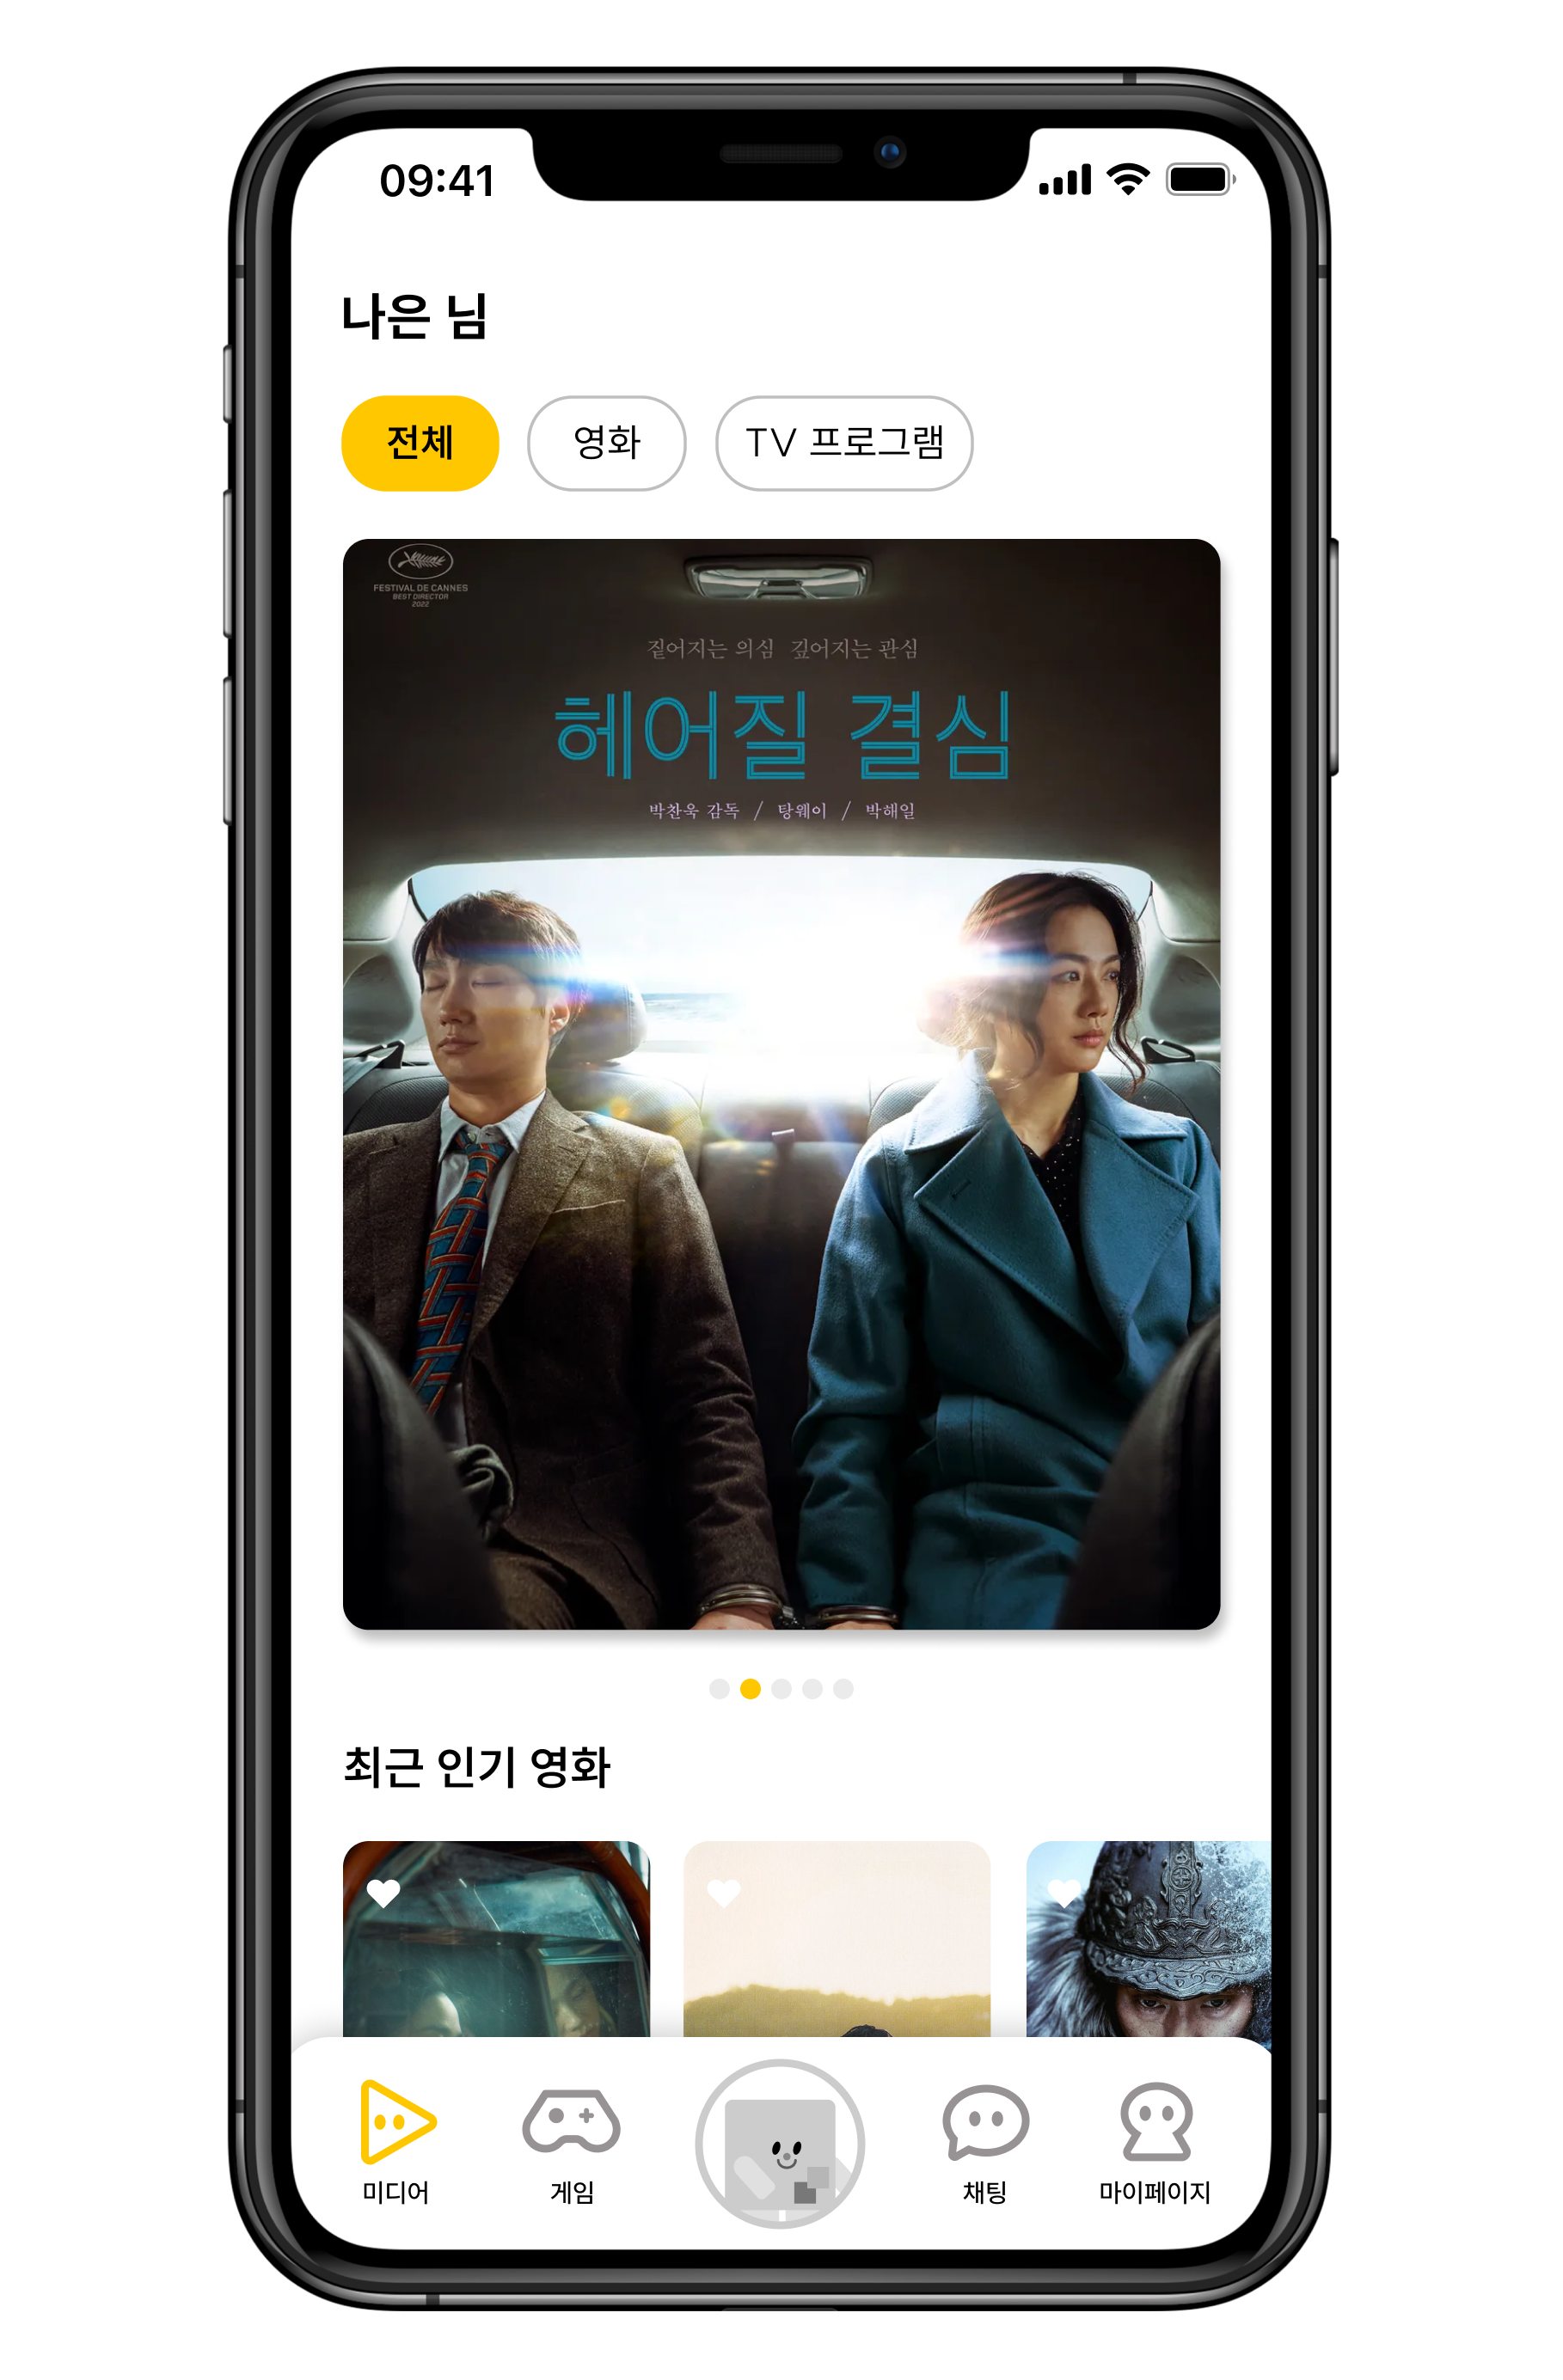 09:41
나은 님
전체 영화 TV 프로그램
FESTIVAL DE CANNES
BEST DIRECTOR
2022
짙어지는 의심 깊어지는 관심
헤어질 결심
박찬욱 감독 / 탕웨이 / 박해일
최근 인기 영화
미디어 게임 채팅 마이페이지